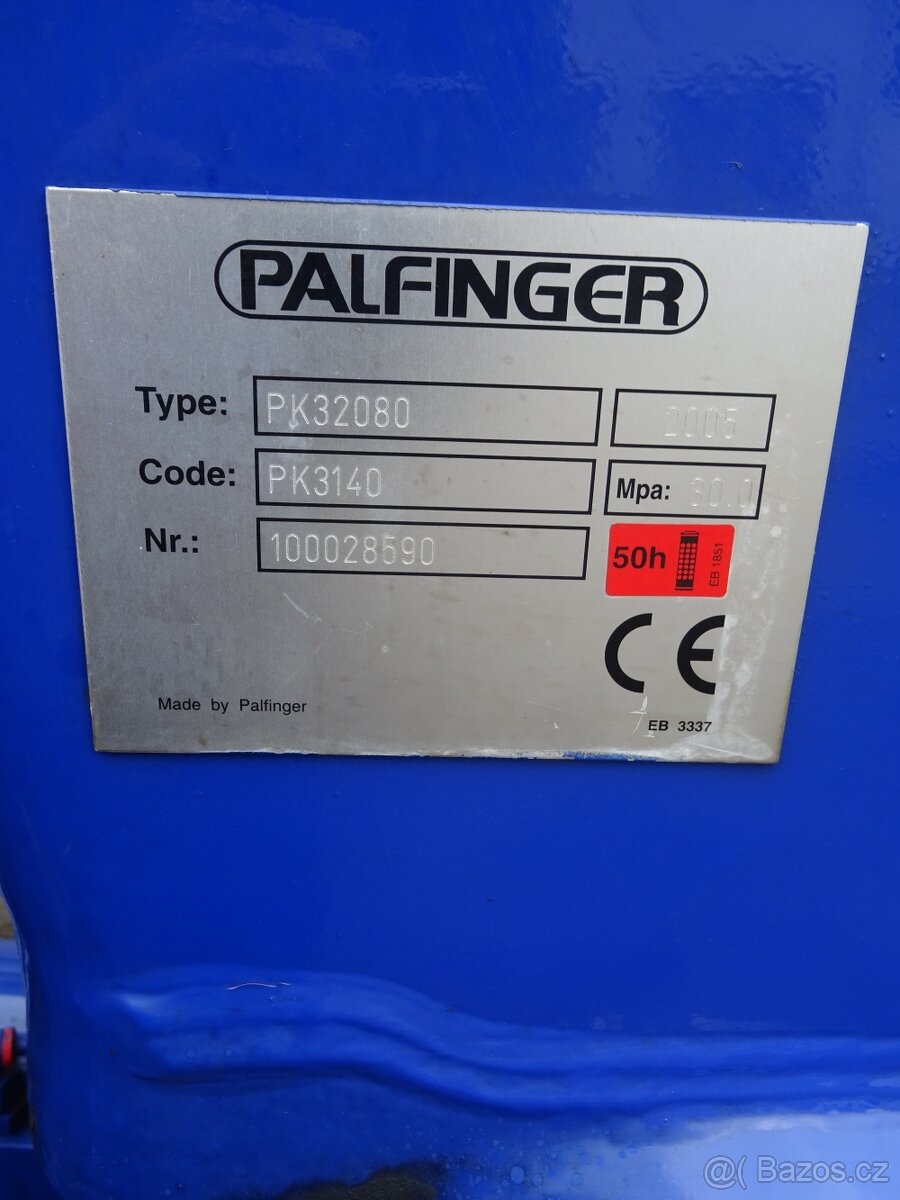 PALFINGER
Type: PK32080 2005
Code: PK3140 Mpa: 30.0
Nr.: 100028590 50h EB 1851
CE
Made by Palfinger
EB 3337
@( Bazos.cz